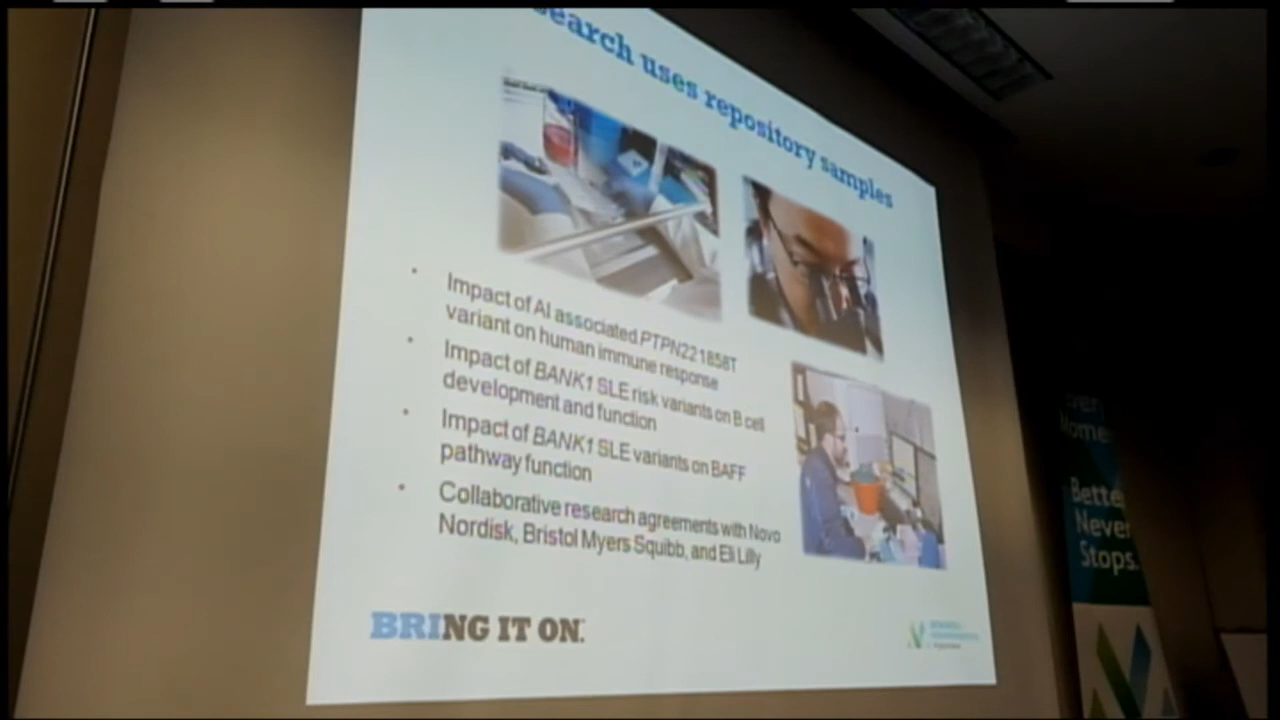 search uses repository samples
• Impact of AI associated PTPN22 1858T
variant on human immune response
• Impact of BANK1 SLE risk variants on B cell
development and function
• Impact of BANK1 SLE variants on BAFF
pathway function
• Collaborative research agreements with Novo
Nordisk, Bristol Myers Squibb, and Eli Lilly
BRING IT ON.
Bette
Never
Stops.